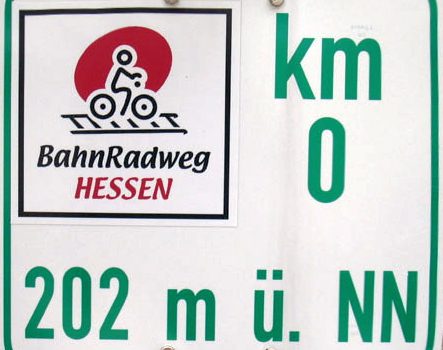 km
0
BahnRadweg
HESSEN
202 m ü. NN